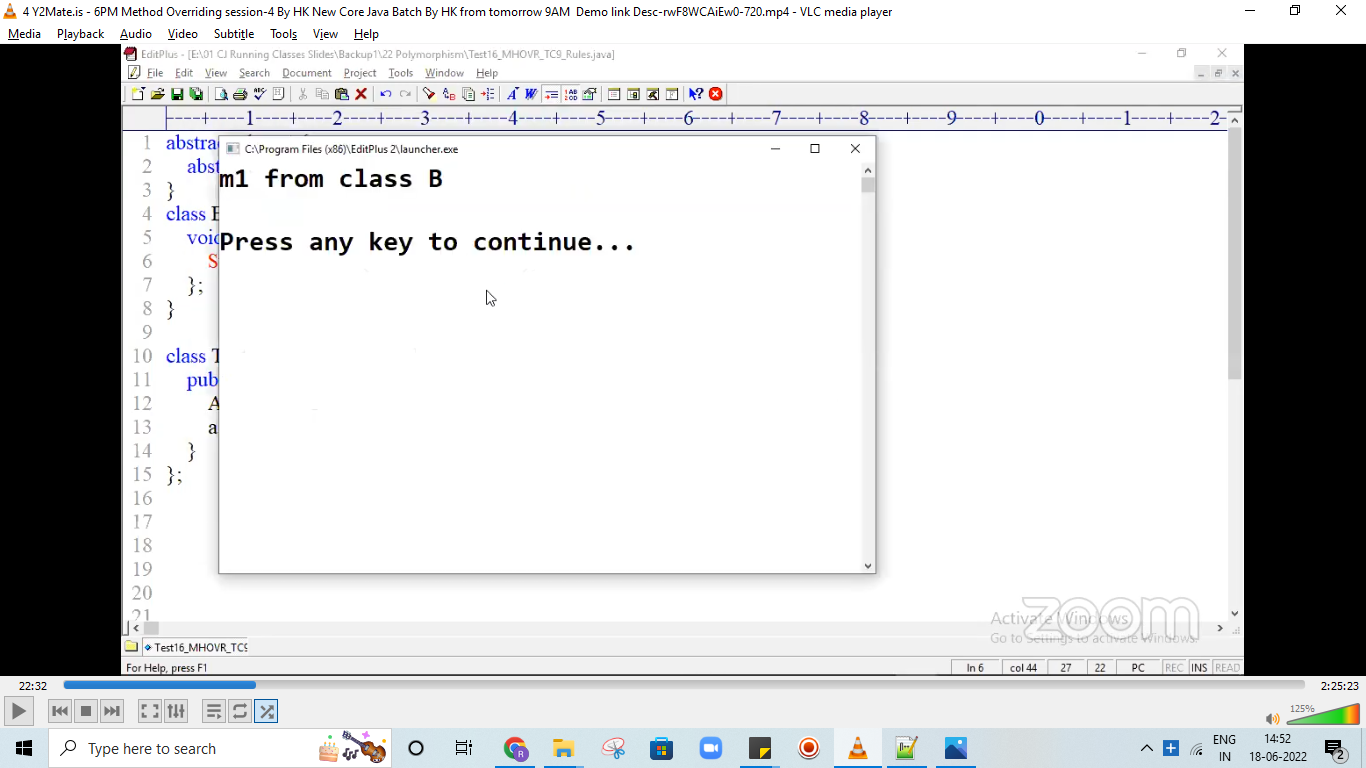 4 Y2Mate.is - 6PM Method Overriding session-4 By HK New Core Java Batch By HK from tomorrow 9AM  Demo link Desc-rwF8WCAiEw0-720.mp4 - VLC media player
Media Playback Audio Video Subtitle Tools View Help
EditPlus - [E:\01 CJ Running Classes Slides\Backup1\22 Polymorphism\Test16_MHOVR_TC9_Rules.java]
File Edit View Search Document Project Tools Window Help
----+----1----+----2----+----3----+----4----+----5----+----6----+----7----+----8----+----9----+----0----+----1----+----2-
1 abstrac
C:\Program Files (x86)\EditPlus 2\launcher.exe
2 abst
m1 from class B
3 }
4 class B
5 void
Press any key to continue...
6 S
7 };
8 }
9
10 class T
11 pub
12 A
13 a
14 }
15 };
16
17
18
19
20
21
zoom
Activate Windows
Go to Settings to activate Windows.
Test16_MHOVR_TC9
For Help, press F1 ln 6 col 44 27 22 PC REC INS READ
22:32 2:25:23
125%
Type here to search
ENG
IN
14:52
18-06-2022
2